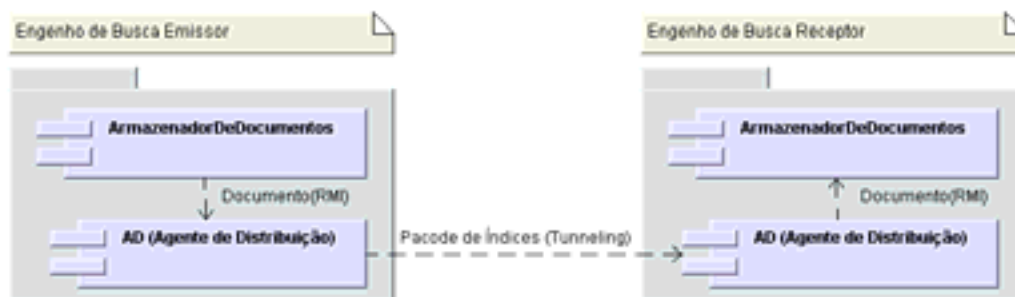 Engenho de Busca Emissor
Engenho de Busca Receptor
ArmazenadorDeDocumentos
ArmazenadorDeDocumentos
Documento(RMI)
Documento(RMI)
AD (Agente de Distribuição)
Pacode de Índices (Tunneling)
AD (Agente de Distribuição)